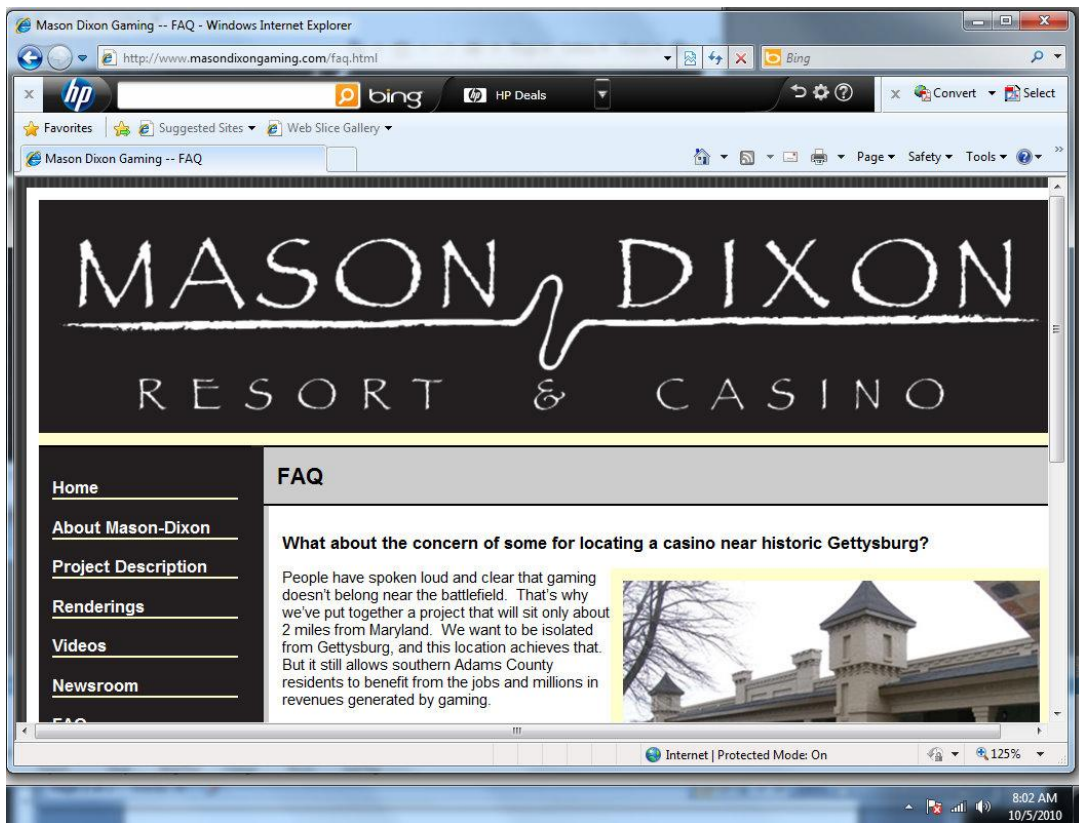 Mason Dixon Gaming -- FAQ - Windows Internet Explorer
http://www.masondixongaming.com/faq.html
Bing
hp
bing
HP Deals
Convert
Select
Favorites
Suggested Sites
Web Slice Gallery
Mason Dixon Gaming -- FAQ
Page
Safety
Tools
MASON DIXON
RESORT & CASINO
Home
About Mason-Dixon
Project Description
Renderings
Videos
Newsroom
FAQ
FAQ
What about the concern of some for locating a casino near historic Gettysburg?
People have spoken loud and clear that gaming
doesn't belong near the battlefield. That's why
we've put together a project that will sit only about
2 miles from Maryland. We want to be isolated
from Gettysburg, and this location achieves that.
But it still allows southern Adams County
residents to benefit from the jobs and millions in
revenues generated by gaming.
Internet | Protected Mode: On
125%
8:02 AM
10/5/2010